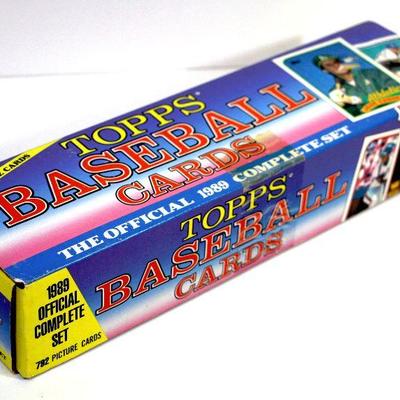 CARDS
TOPPS
BASEBALL
CARDS
THE OFFICIAL 1989 COMPLETE SET
TOPPS
BASEBALL
CARDS
1989
OFFICIAL
COMPLETE
SET
792 PICTURE CARDS
Athletics